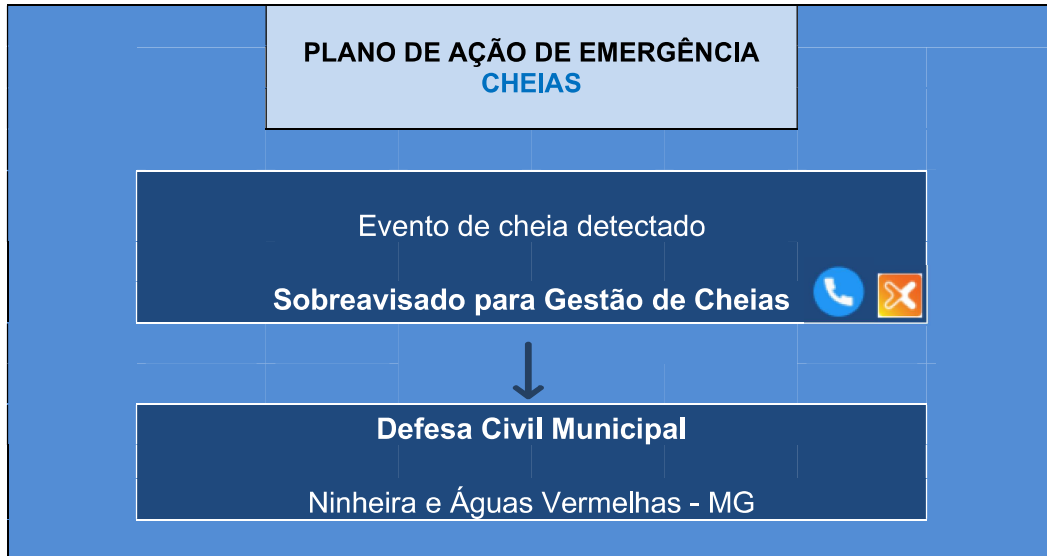 PLANO DE AÇÃO DE EMERGÊNCIA
CHEIAS
Evento de cheia detectado
Sobreavisado para Gestão de Cheias
Defesa Civil Municipal
Ninheira e Águas Vermelhas - MG